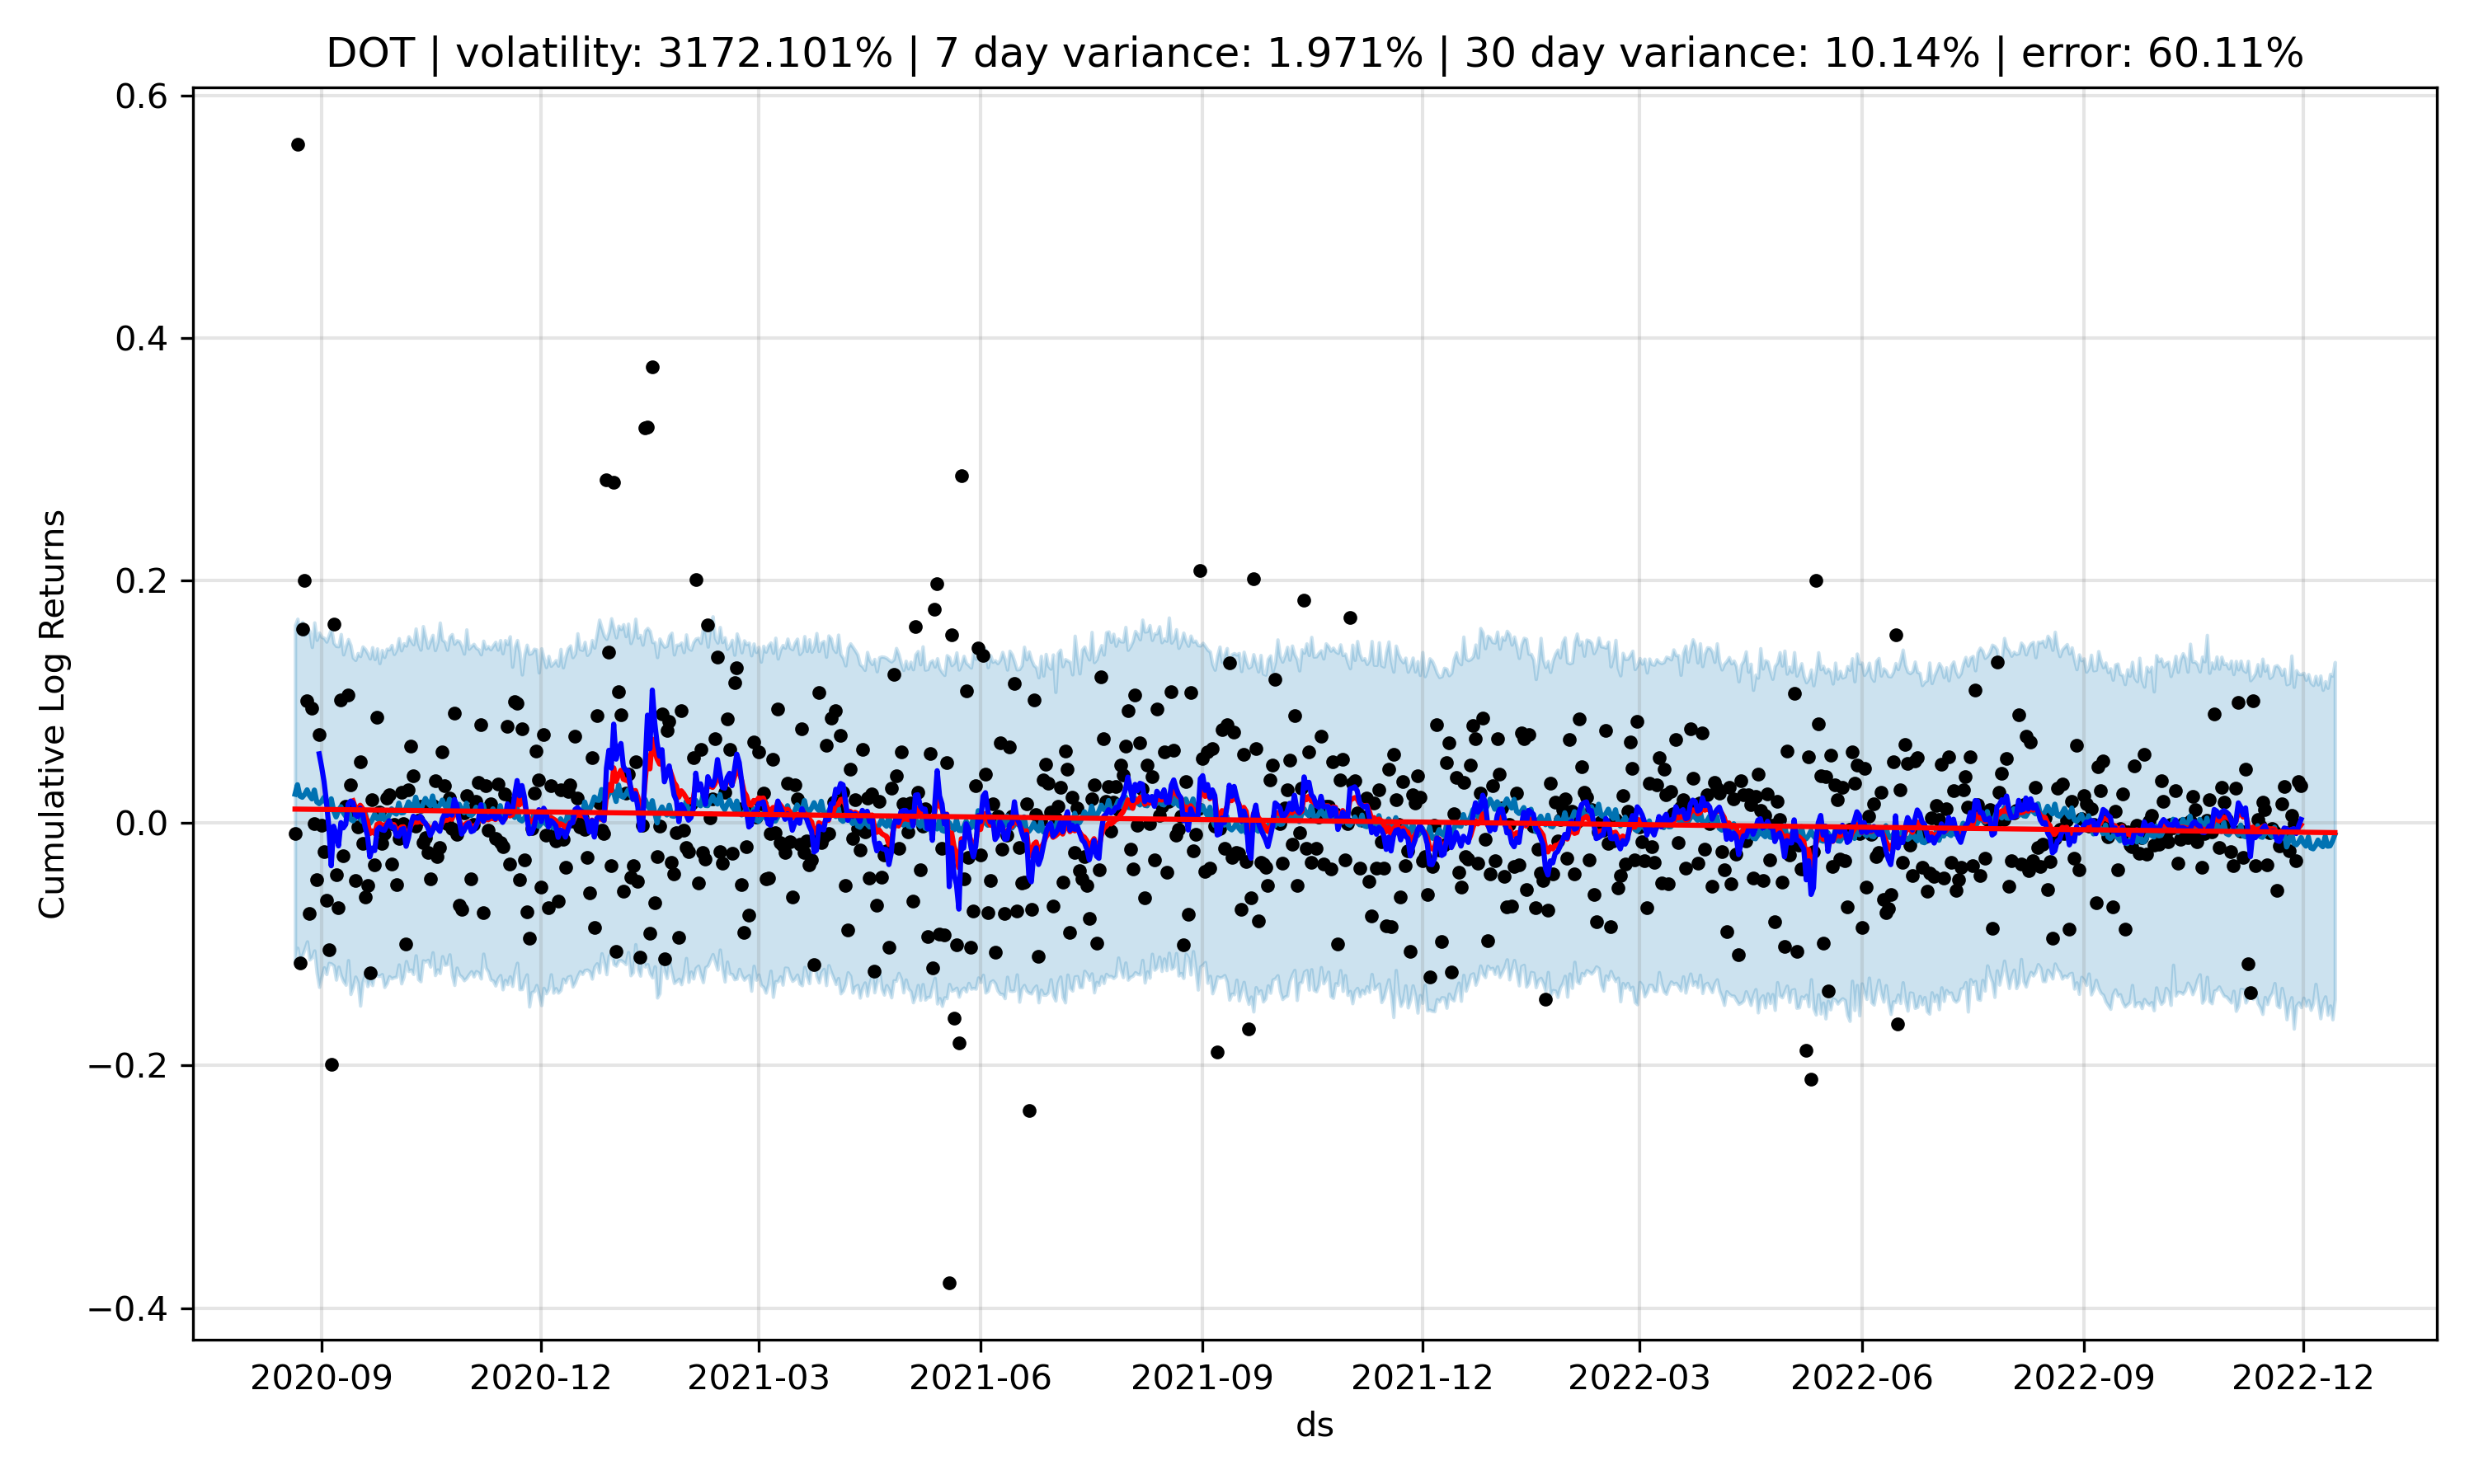 DOT | volatility: 3172.101% | 7 day variance: 1.971% | 30 day variance: 10.14% | error: 60.11%
0.6
0.4
0.2
0.0
−0.2
−0.4
Cumulative Log Returns
2020-09 2020-12 2021-03 2021-06 2021-09 2021-12 2022-03 2022-06 2022-09 2022-12
ds